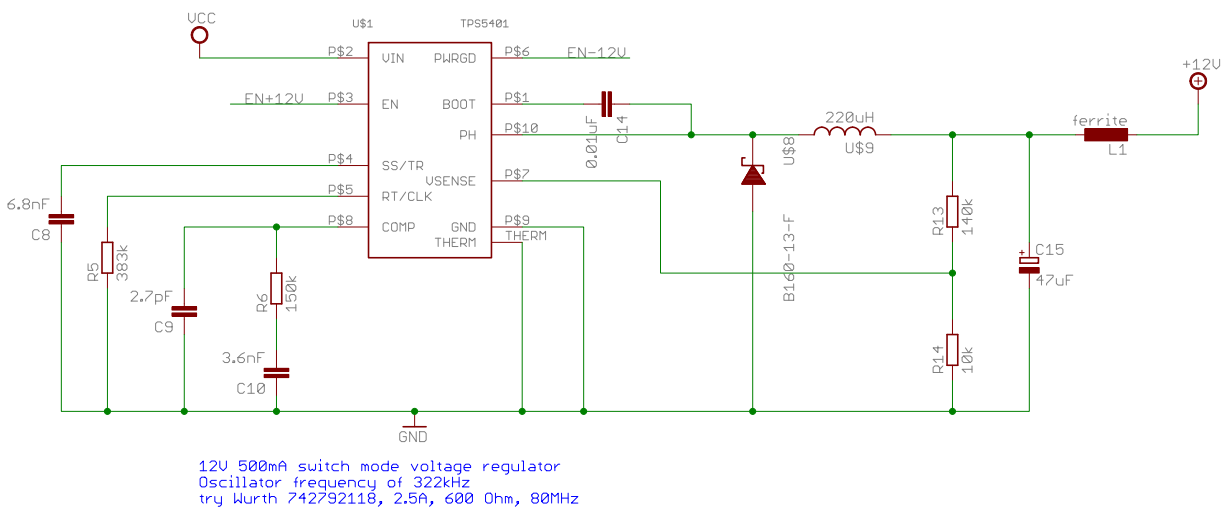 VCC
U$1
TPS5401
P$2
VIN
PWRGD
P$6
EN-12V
+12V
EN+12V
P$3
EN
BOOT
P$1
0.01uF
C14
PH
P$10
U$8
220uH
U$9
ferrite
L1
P$4
SS/TR
VSENSE
P$7
P$5
RT/CLK
6.8nF
C8
P$8
COMP
GND
P$9
THERM
THERM
R13
140k
R5
383k
B160-13-F
C15
+
47uF
2.7pF
C9
R6
150k
3.6nF
C10
R14
10k
GND
12V 500mA switch mode voltage regulator
Oscillator frequency of 322kHz
try Wurth 742792118, 2.5A, 600 Ohm, 80MHz